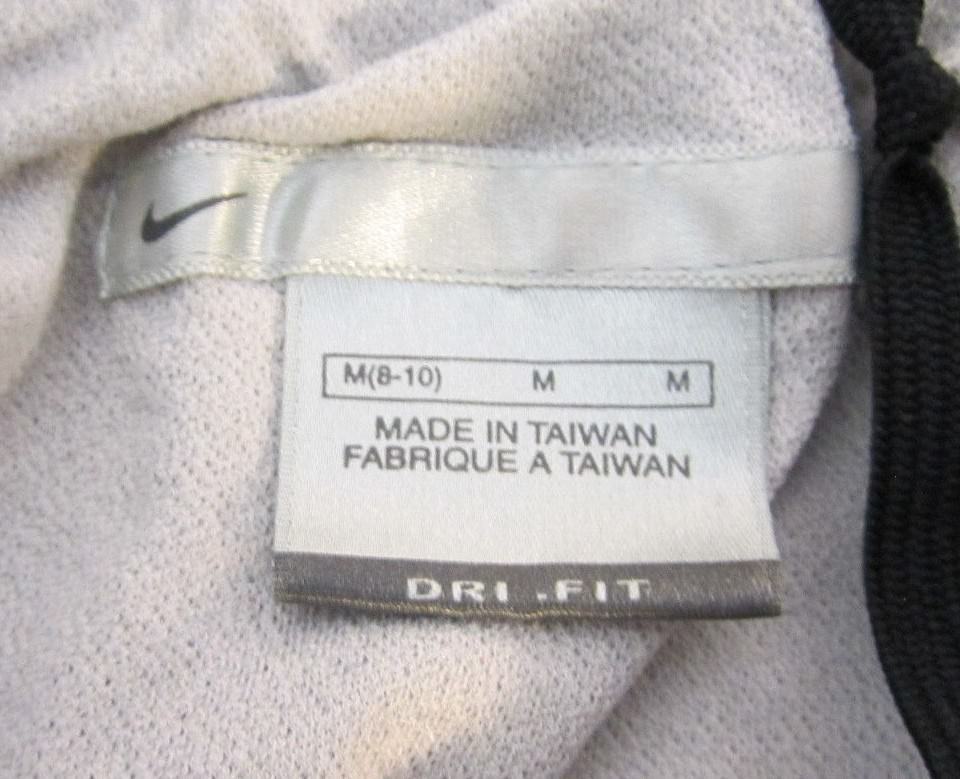 M(8-10) M M
MADE IN TAIWAN
FABRIQUE A TAIWAN
DRI.FIT